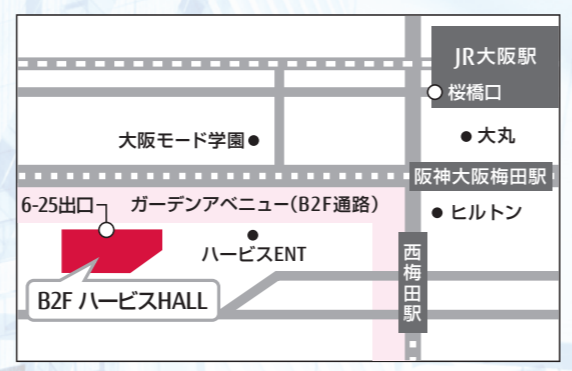 JR大阪駅
桜橋口
大阪モード学園
大丸
阪神大阪梅田駅
6-25出口
ガーデンアベニュー(B2F通路)
ヒルトン
ハービスENT
西梅田駅
B2F ハービスHALL